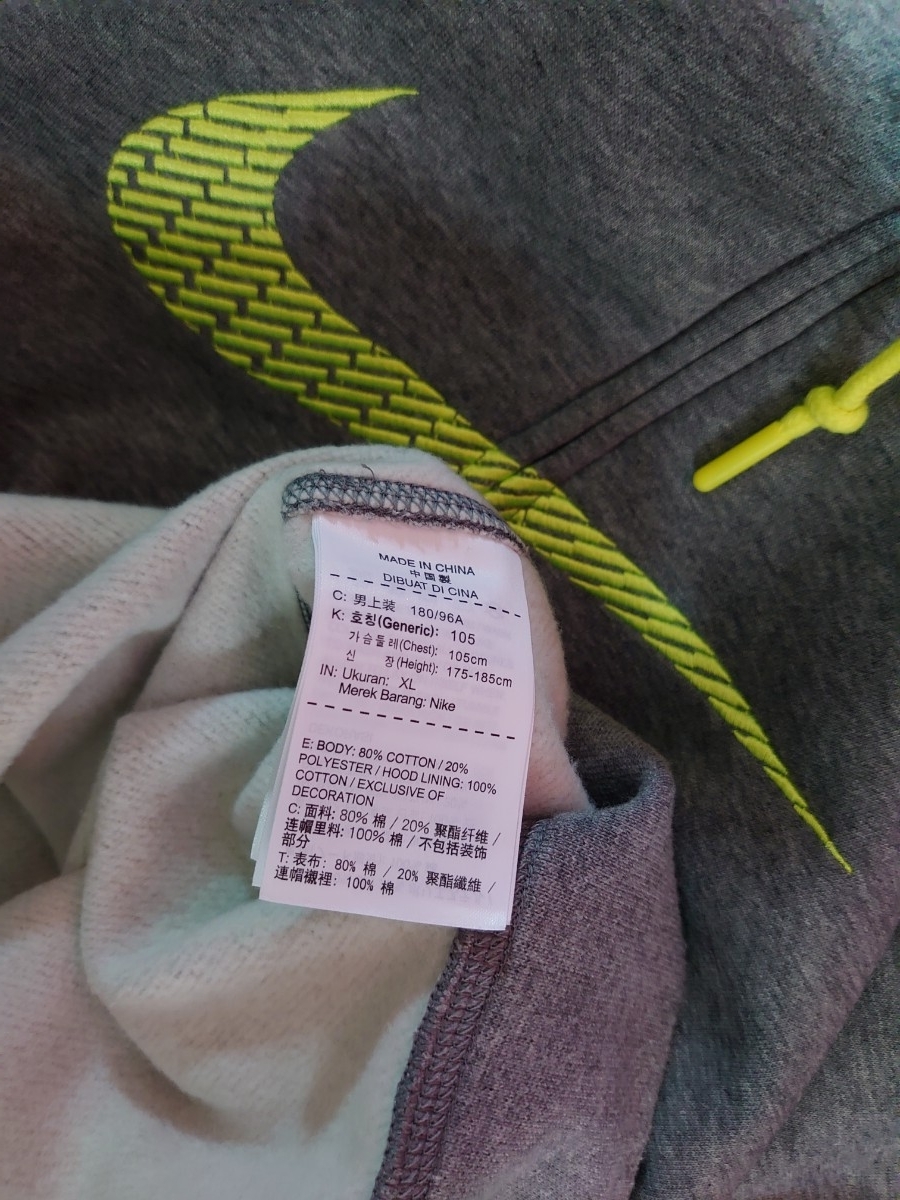 MADE IN CHINA
中国製
DIBUAT DI CINA
C: 男上装 180/96A
K: 호칭(Generic): 105
가슴둘레(Chest): 105cm
신 장(Height): 175-185cm
IN: Ukuran: XL
Merek Barang: Nike
E: BODY: 80% COTTON / 20%
POLYESTER / HOOD LINING: 100%
COTTON / EXCLUSIVE OF
DECORATION
C: 面料: 80% 棉 / 20% 聚酯纤维 /
连帽里料: 100% 棉 / 不包括装饰
部分
T: 表布: 80% 棉 / 20% 聚酯纖維 /
連帽襯裡: 100% 棉